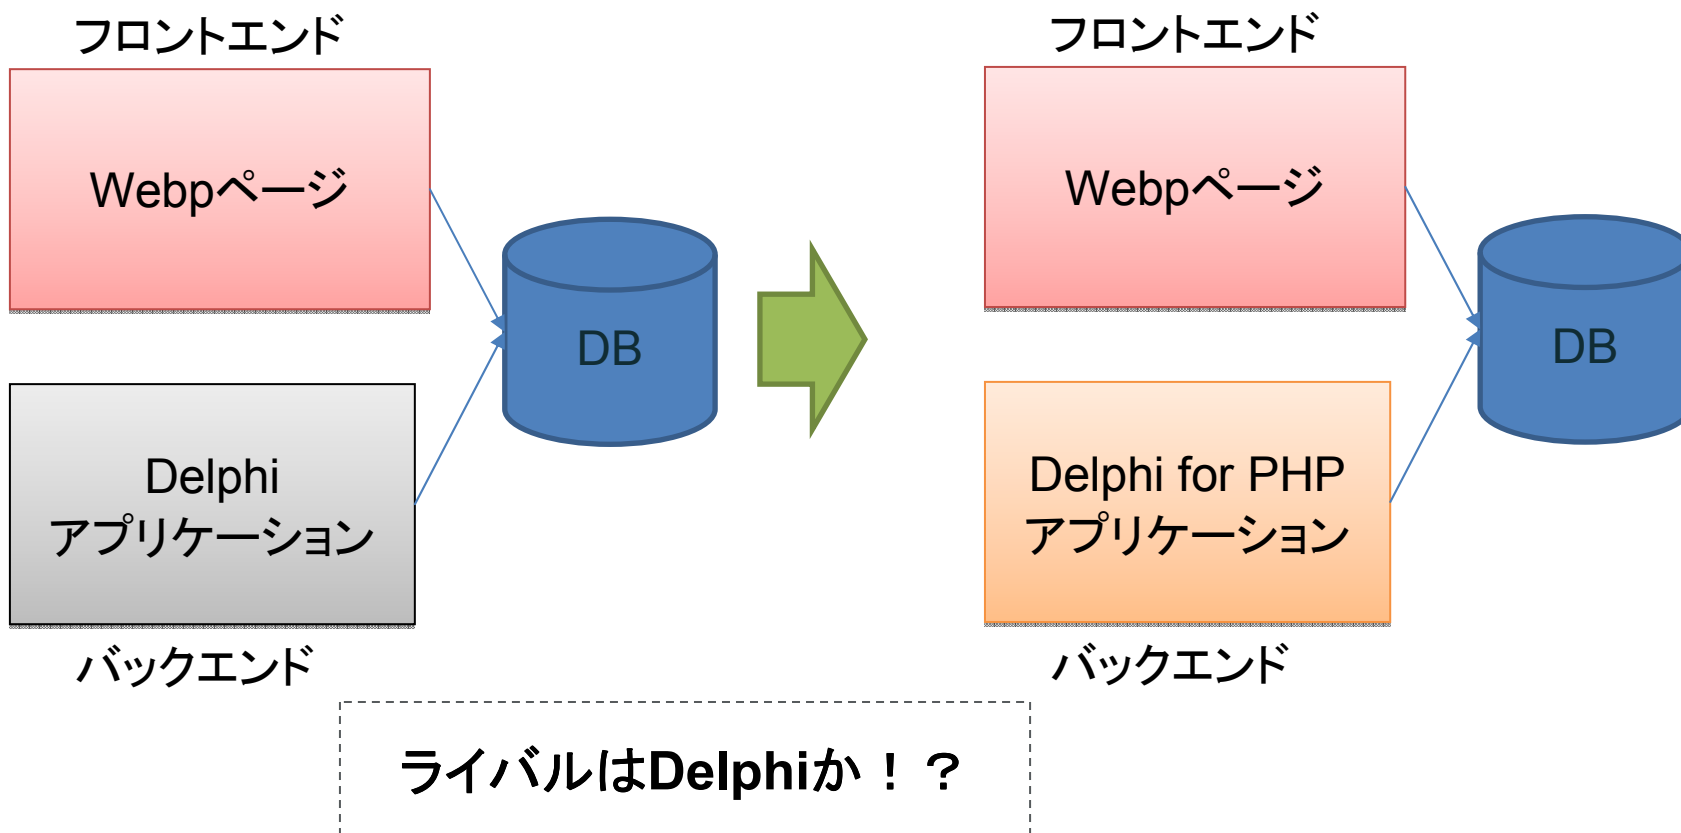 フロントエンド
Webpページ
DB
Delphi
アプリケーション
バックエンド
フロントエンド
Webpページ
DB
Delphi for PHP
アプリケーション
バックエンド
ライバルはDelphiか！？